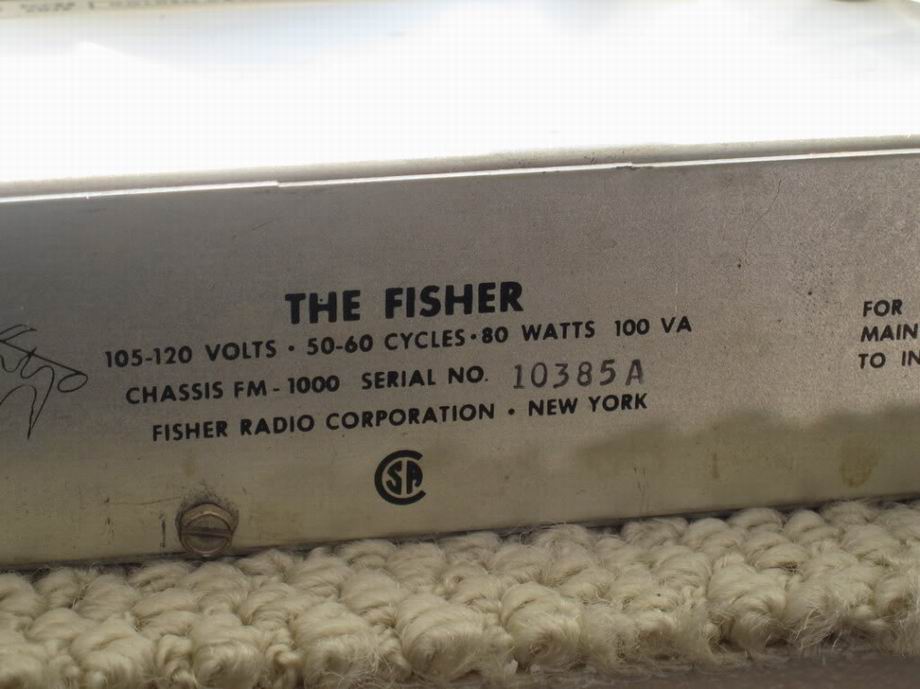 THE FISHER
105-120 VOLTS · 50-60 CYCLES · 80 WATTS 100 VA
CHASSIS FM-1000 SERIAL NO. 10385A
FISHER RADIO CORPORATION · NEW YORK
CSA
FOR
MAIN
TO IN